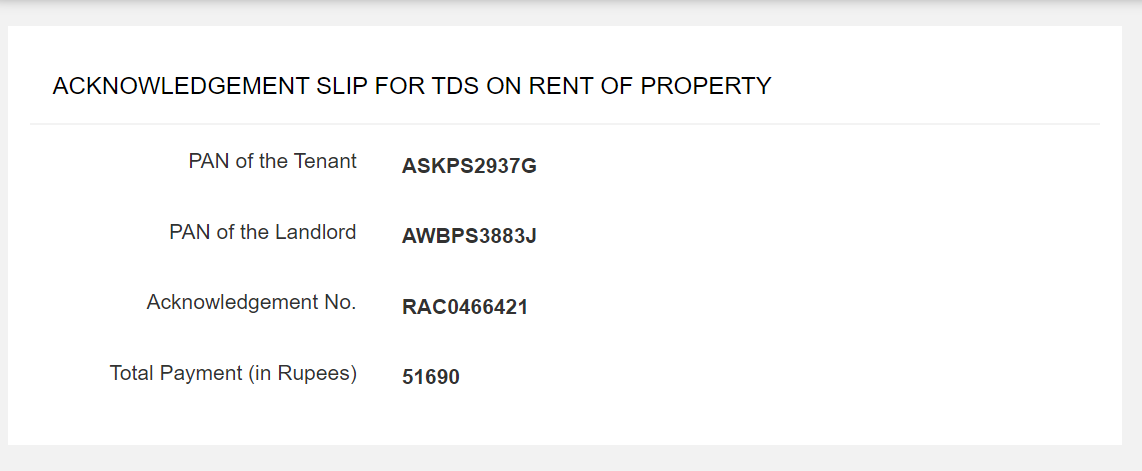 ACKNOWLEDGEMENT SLIP FOR TDS ON RENT OF PROPERTY
PAN of the Tenant ASKPS2937G
PAN of the Landlord AWBPS3883J
Acknowledgement No. RAC0466421
Total Payment (in Rupees) 51690